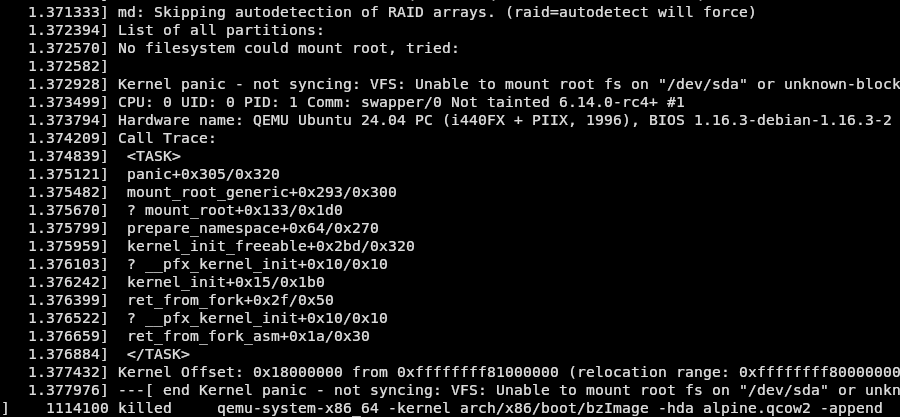 1.371333] md: Skipping autodetection of RAID arrays. (raid=autodetect will force)
1.372394] List of all partitions:
1.372570] No filesystem could mount root, tried:
1.372582]
1.372928] Kernel panic - not syncing: VFS: Unable to mount root fs on "/dev/sda" or unknown-block
1.373499] CPU: 0 UID: 0 PID: 1 Comm: swapper/0 Not tainted 6.14.0-rc4+ #1
1.373794] Hardware name: QEMU Ubuntu 24.04 PC (i440FX + PIIX, 1996), BIOS 1.16.3-debian-1.16.3-2
1.374209] Call Trace:
1.374839]  <TASK>
1.375121]  panic+0x305/0x320
1.375482]  mount_root_generic+0x293/0x300
1.375670]  ? mount_root+0x133/0x1d0
1.375799]  prepare_namespace+0x64/0x270
1.375959]  kernel_init_freeable+0x2bd/0x320
1.376103]  ? __pfx_kernel_init+0x10/0x10
1.376242]  kernel_init+0x15/0x1b0
1.376399]  ret_from_fork+0x2f/0x50
1.376522]  ? __pfx_kernel_init+0x10/0x10
1.376659]  ret_from_fork_asm+0x1a/0x30
1.376884]  </TASK>
1.377432] Kernel Offset: 0x18000000 from 0xffffffff81000000 (relocation range: 0xffffffff80000000
1.377976] ---[ end Kernel panic - not syncing: VFS: Unable to mount root fs on "/dev/sda" or unkn
]    1114100 killed     qemu-system-x86_64 -kernel arch/x86/boot/bzImage -hda alpine.qcow2 -append